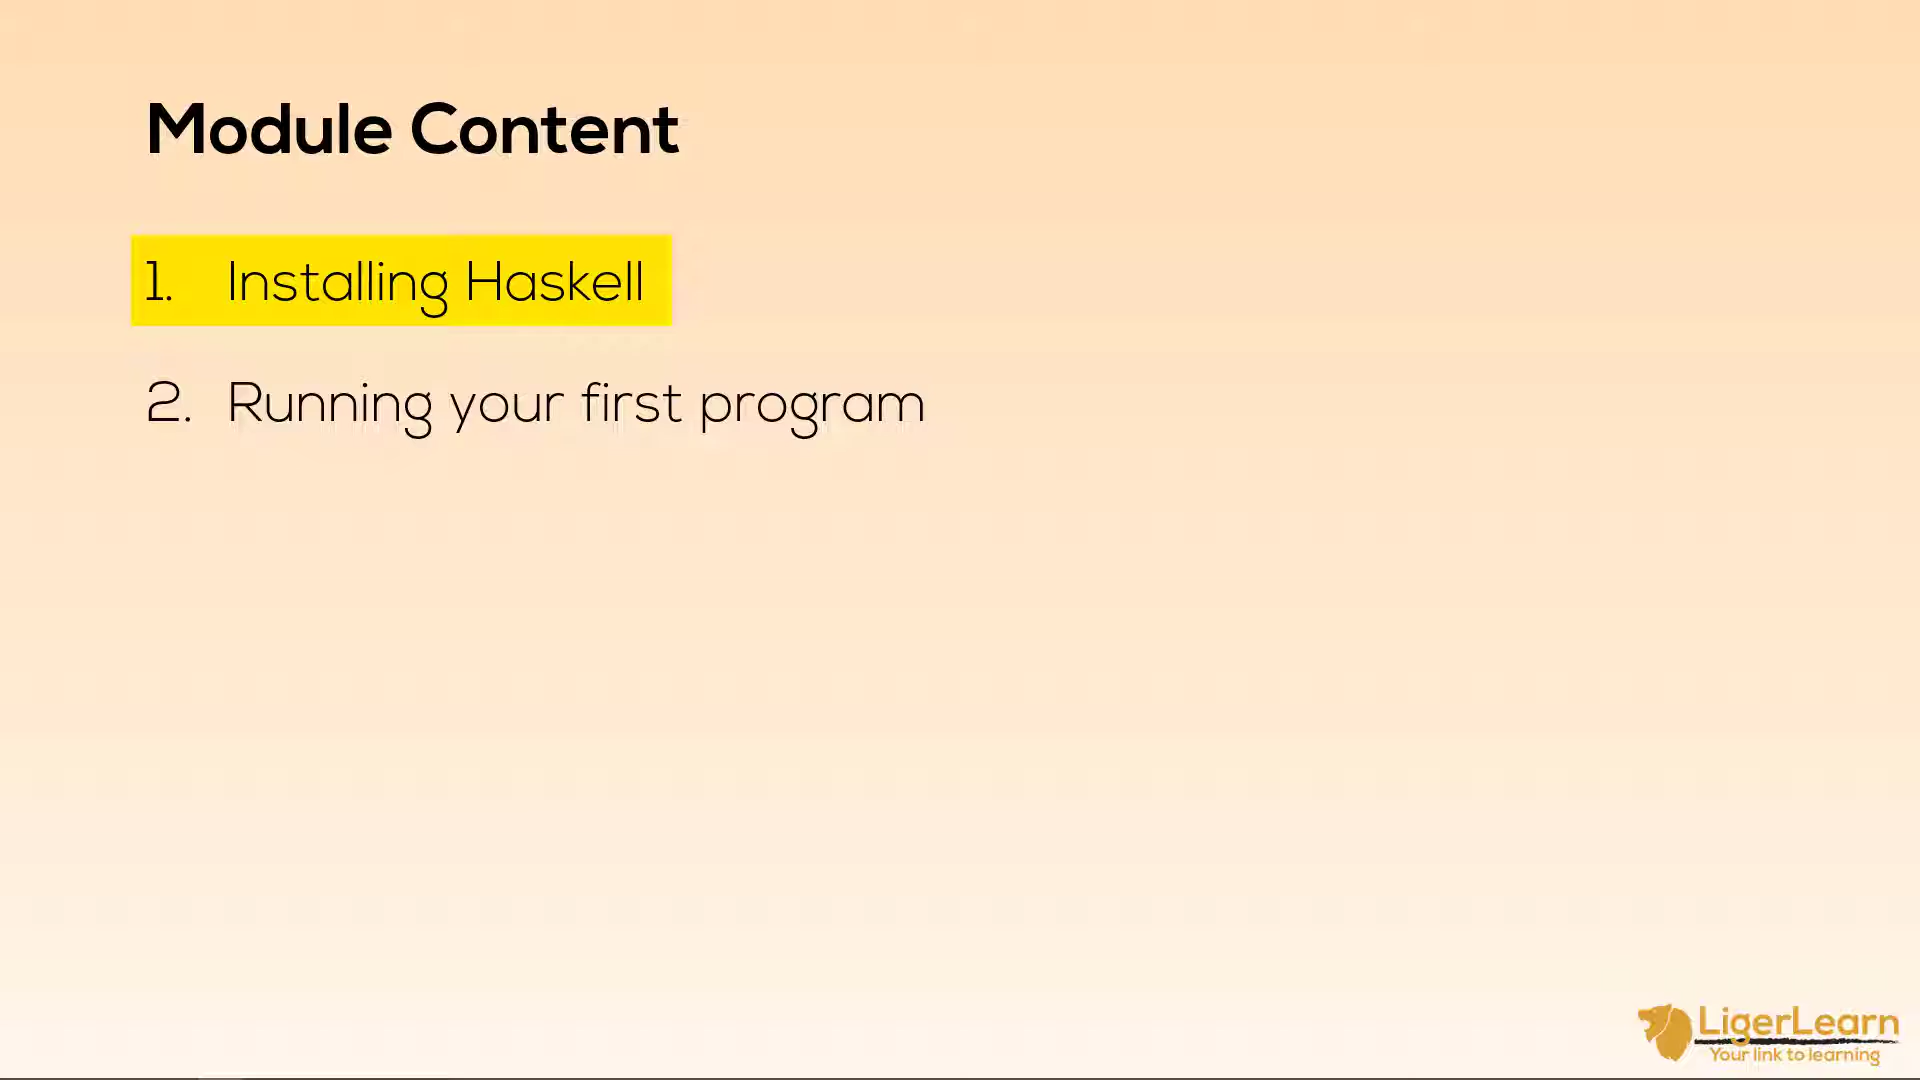 Module Content
1. Installing Haskell
2. Running your first program
LigerLearn
Your link to learning